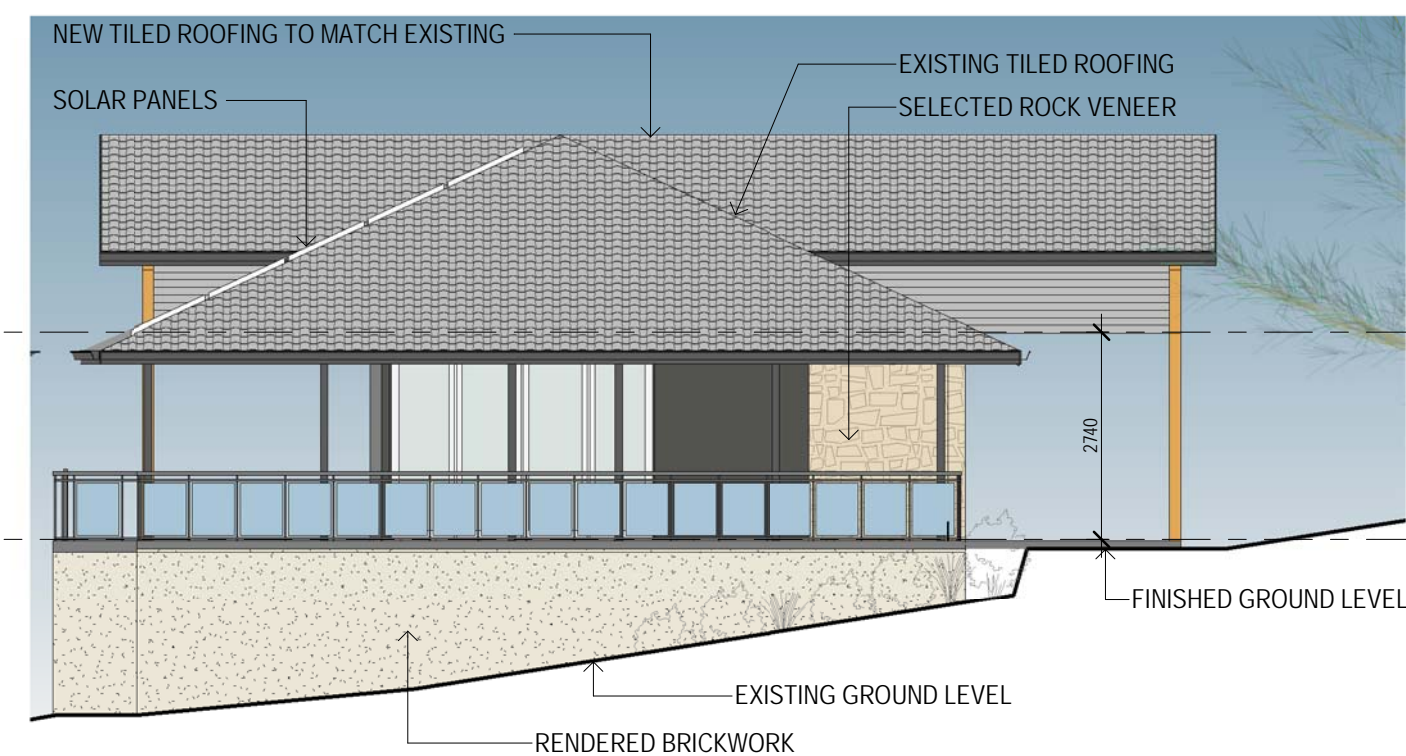 NEW TILED ROOFING TO MATCH EXISTING
EXISTING TILED ROOFING
SOLAR PANELS
SELECTED ROCK VENEER
2740
FINISHED GROUND LEVEL
EXISTING GROUND LEVEL
RENDERED BRICKWORK